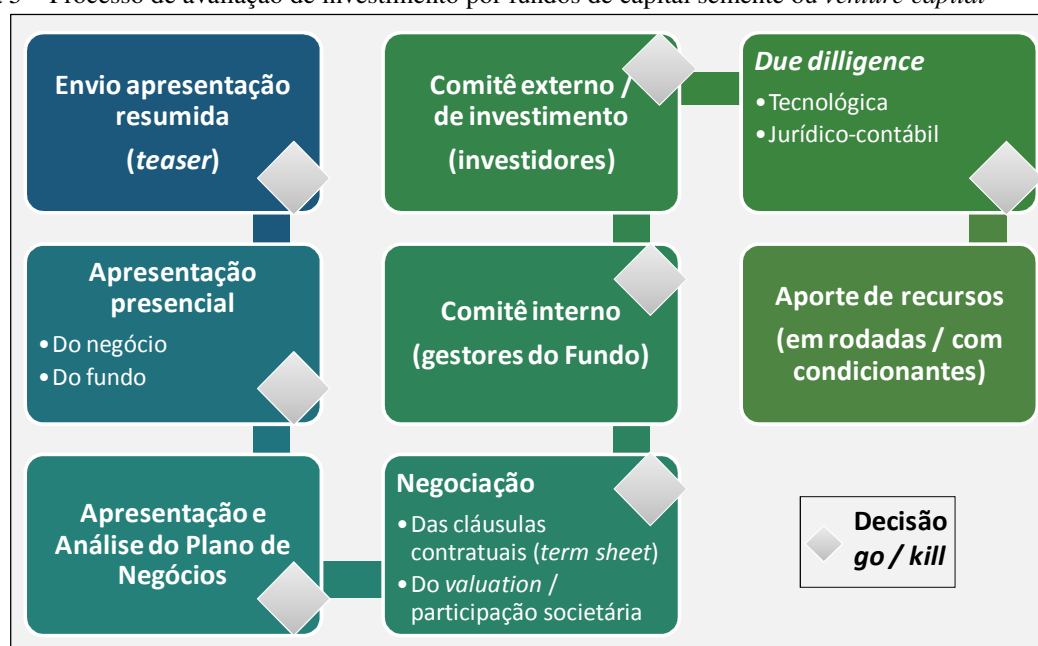 Processo de avaliação de investimento por fundos de capital semente ou venture capital
Envio apresentação
resumida
(teaser)
Apresentação
presencial
•Do negócio
•Do fundo
Apresentação e
Análise do Plano de
Negócios
Negociação
•Das cláusulas
contratuais (term sheet)
•Do valuation /
participação societária
Comitê interno
(gestores do Fundo)
Comitê externo /
de investimento
(investidores)
Due dilligence
•Tecnológica
•Jurídico-contábil
Aporte de recursos
(em rodadas / com
condicionantes)
Decisão
go / kill